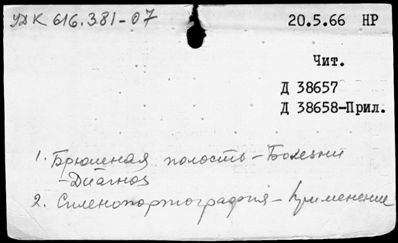 УДК 616.381-07
20.5.66 НР
Чит.
Д 38657
Д 38658-Прил.
1. Брюшная полость - Болезни
- Диагноз
2. Спленопортография - Применение